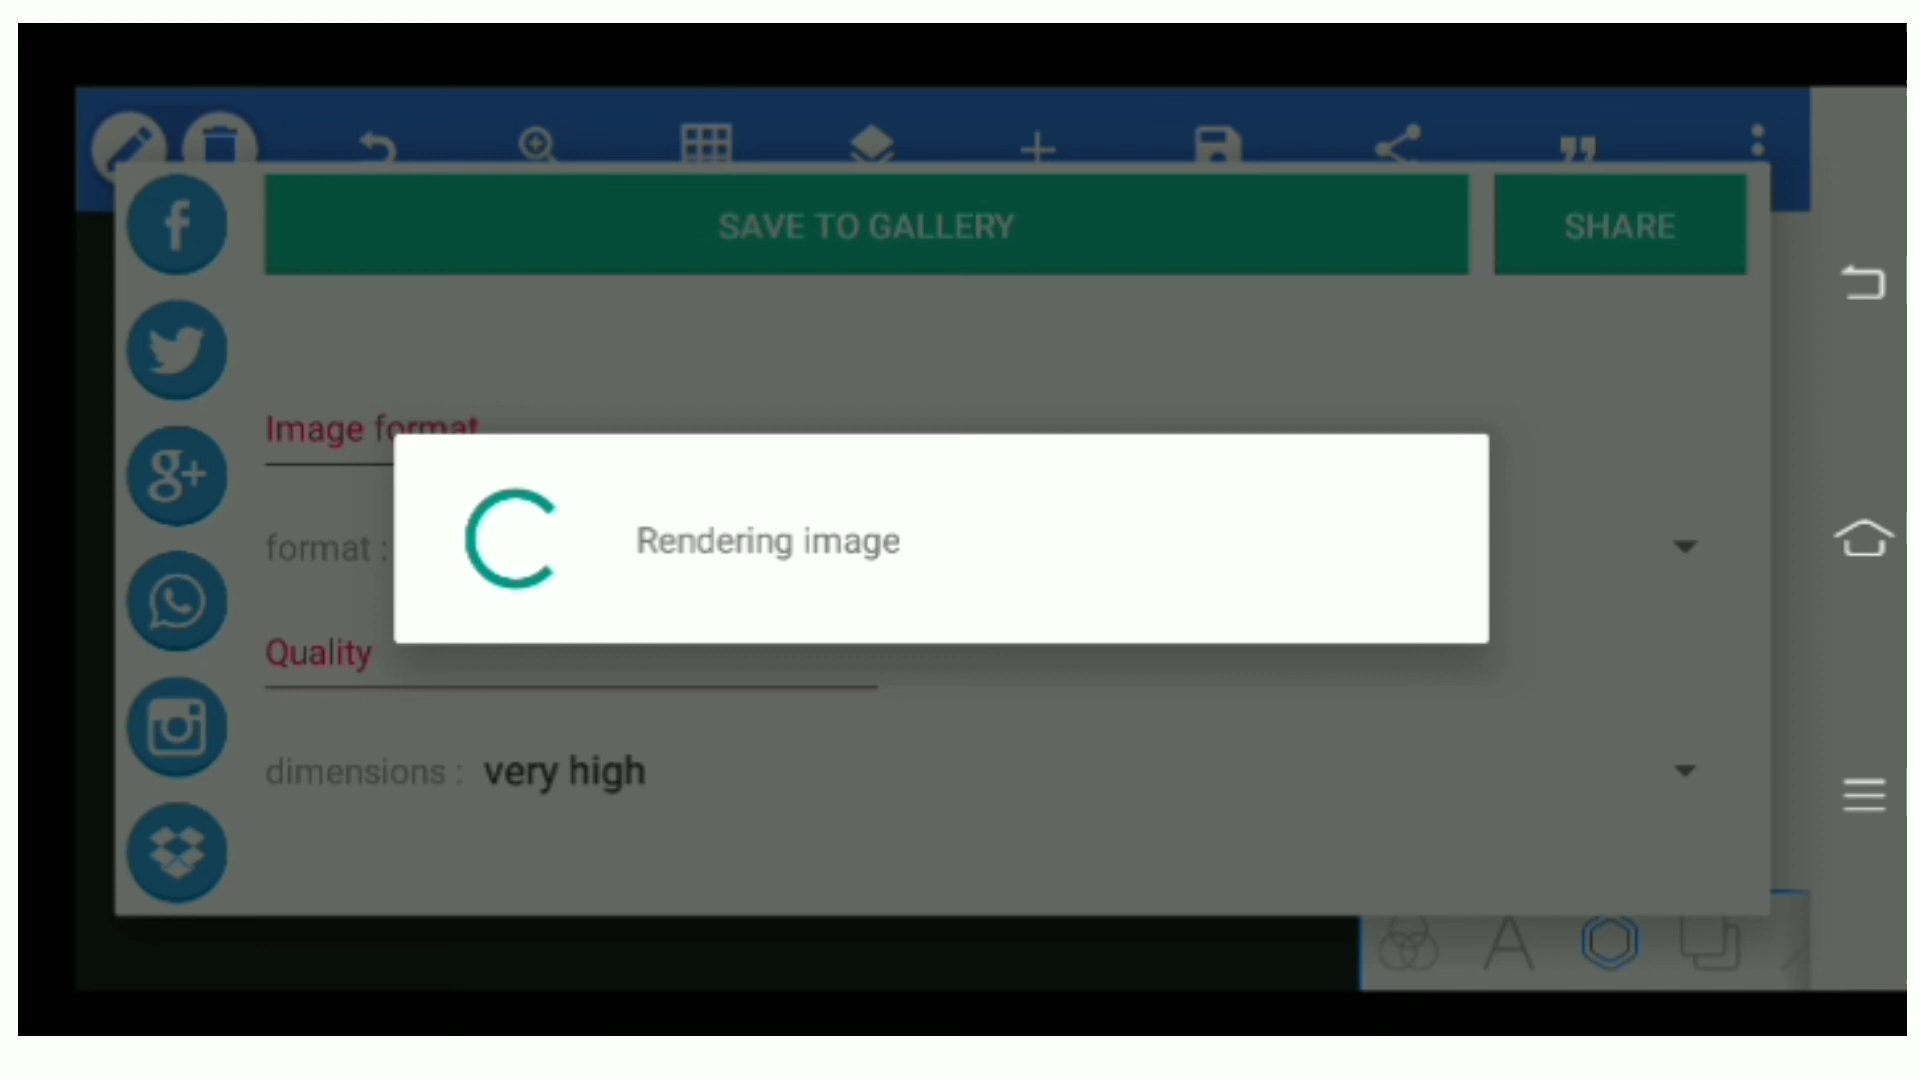 SAVE TO GALLERY
SHARE
Image format
Rendering image
format :
Quality
dimensions : very high